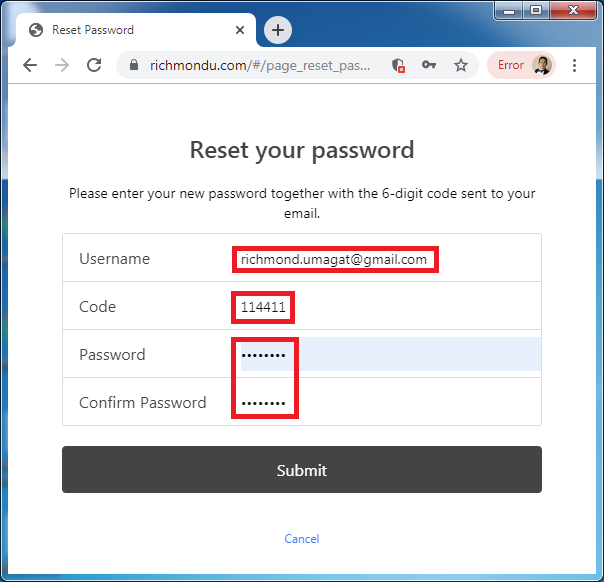 Reset Password
richmondu.com/#/page_reset_pas...
Error
Reset your password
Please enter your new password together with the 6-digit code sent to your
email.
Username
richmond.umagat@gmail.com
Code
114411
Password
••••••••
Confirm Password
••••••••
Submit
Cancel